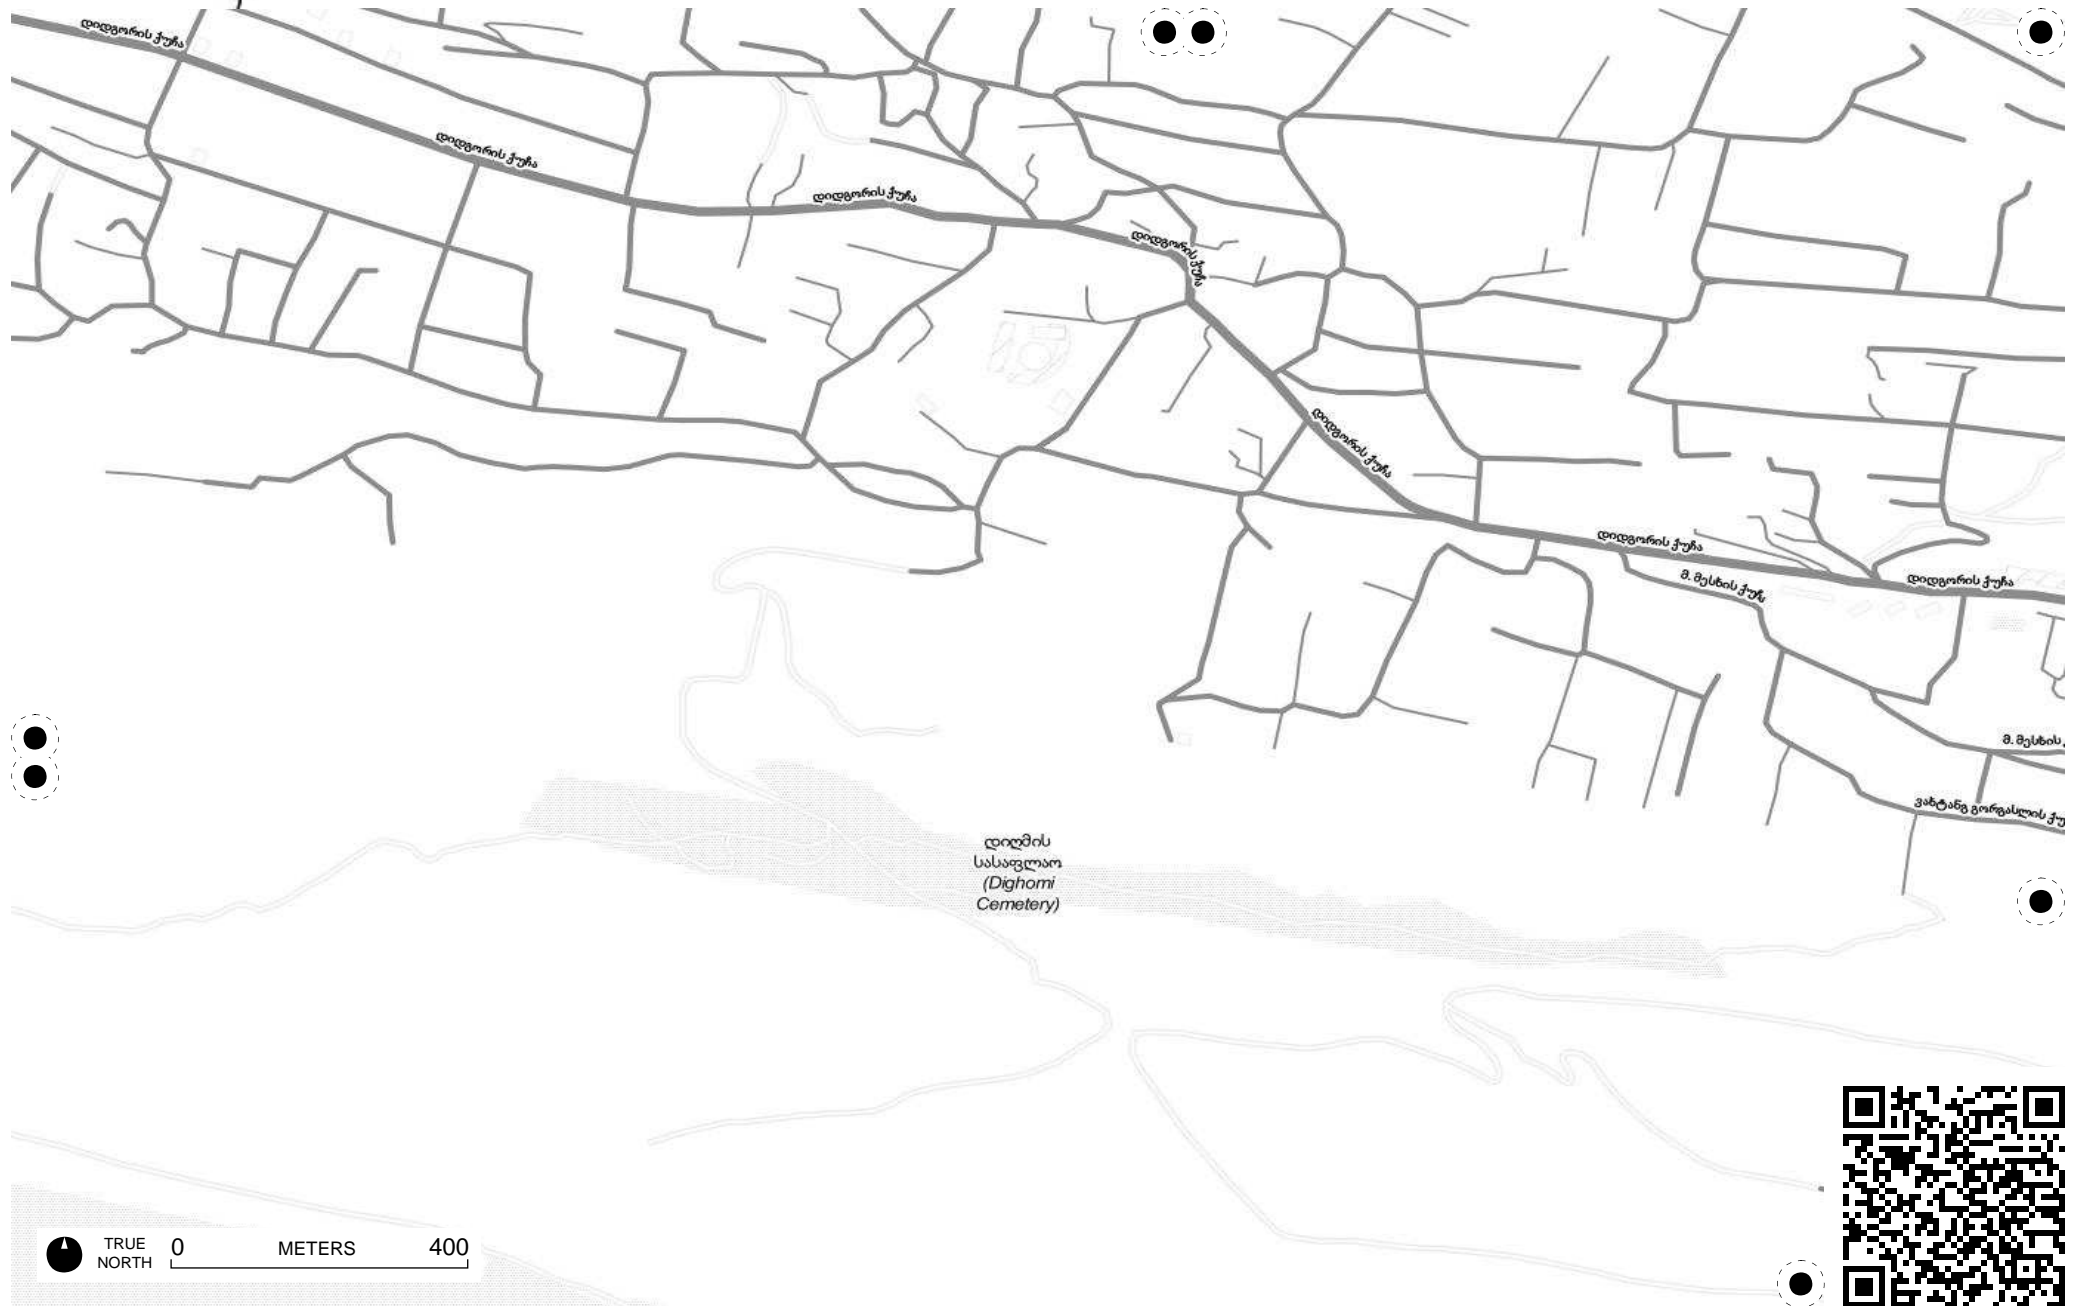 დიდგორის ქუჩა
დიდგორის ქუჩა
დიდგორის ქუჩა
დიდგორის ქუჩა
დიდგორის ქუჩა
დიდგორის ქუჩა
დიდგორის ქუჩა
მ. მესხის ქუჩა
მ. მესხის
ვახტანგ გორგასლის ქუ
დიღმის
სასაფლაო
(Dighomi
Cemetery)
TRUE
NORTH
0 METERS 400